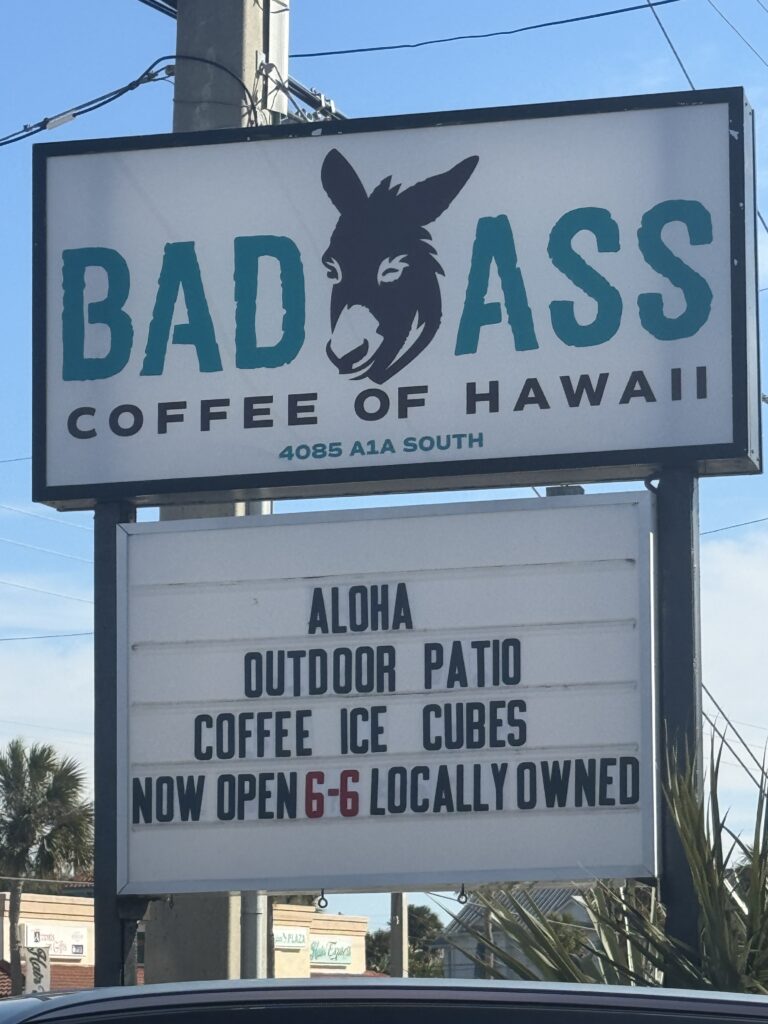 BAD ASS
COFFEE OF HAWAII
4085 A1A SOUTH
ALOHA
OUTDOOR PATIO
COFFEE ICE CUBES
NOW OPEN 6-6 LOCALLY OWNED
PLAZA